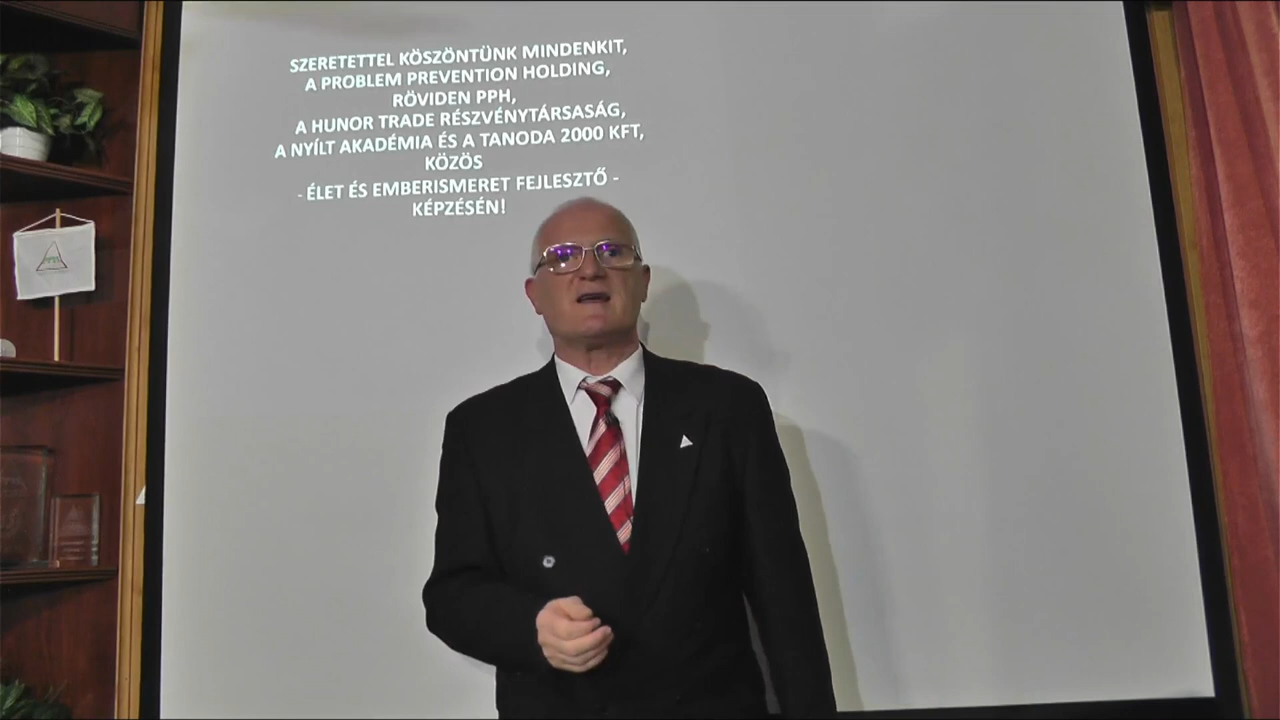 SZERETETTEL KÖSZÖNTÜNK MINDENKIT,
A PROBLEM PREVENTION HOLDING,
RÖVIDEN PPH,
A HUNOR TRADE RÉSZVÉNYTÁRSASÁG,
A NYÍLT AKADÉMIA ÉS A TANODA 2000 KFT,
KÖZÖS
- ÉLET ÉS EMBERISMERET FEJLESZTŐ -
KÉPZÉSÉN!